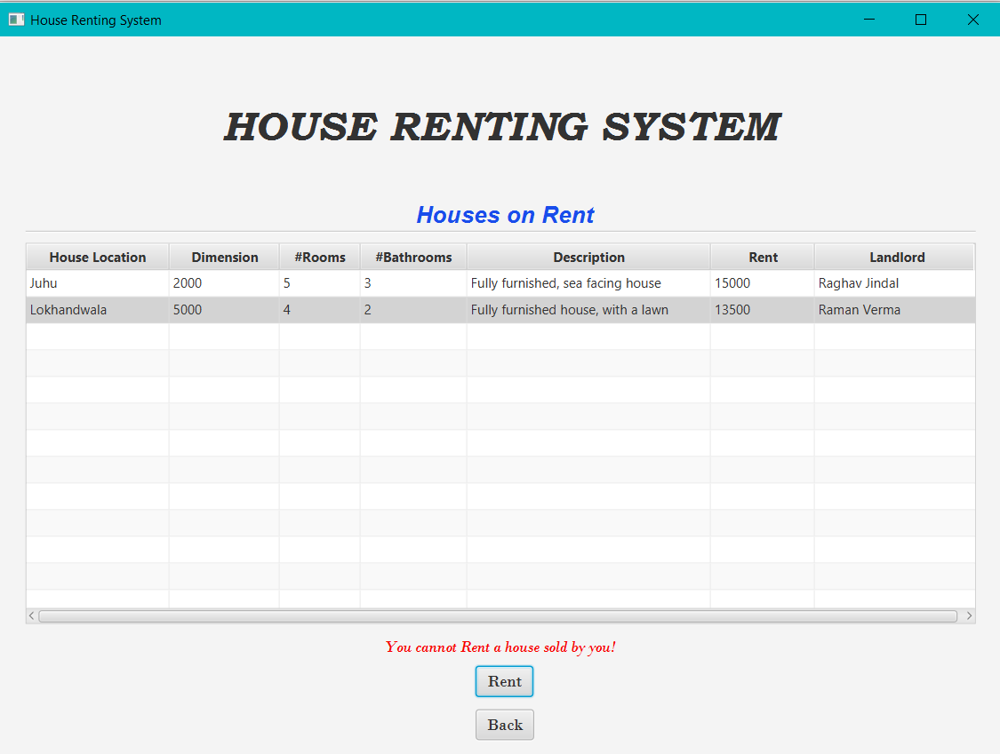 House Renting System
HOUSE RENTING SYSTEM
Houses on Rent
House Location Dimension #Rooms #Bathrooms Description Rent Landlord
Juhu 2000 5 3 Fully furnished, sea facing house 15000 Raghav Jindal
Lokhandwala 5000 4 2 Fully furnished house, with a lawn 13500 Raman Verma
You cannot Rent a house sold by you!
Rent
Back